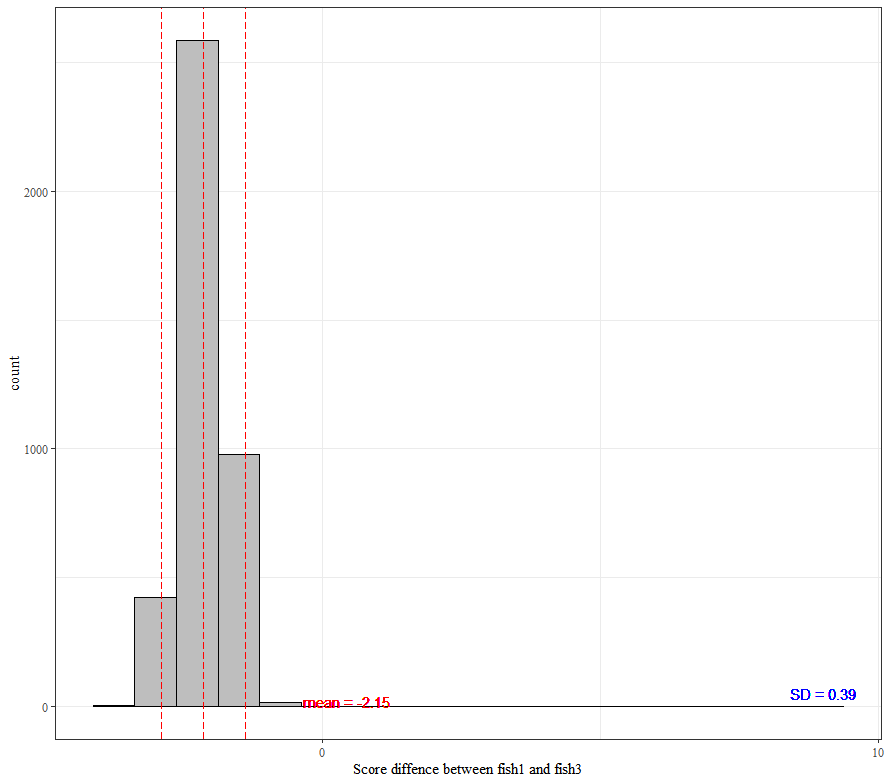 2000
1000
0
count
mean = -2.15
SD = 0.39
0
10
Score diffence between fish1 and fish3